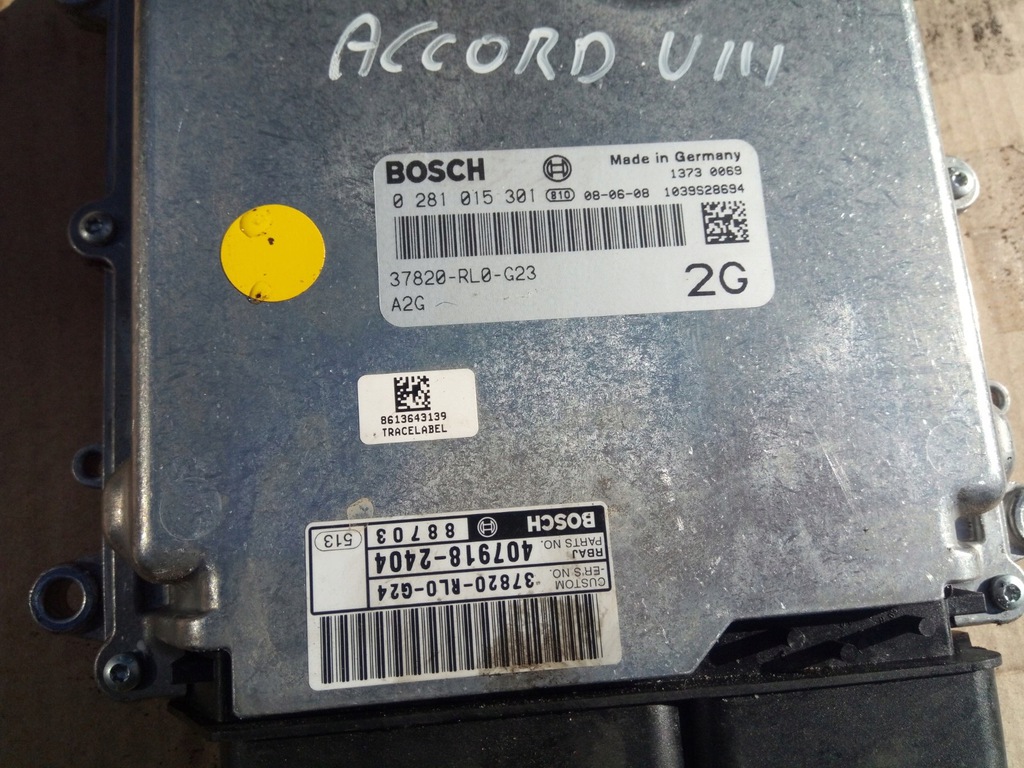 ACCORD VIII
BOSCH Made in Germany
1373 0069
0 281 015 301 810 08-06-08 1039S28694
37820-RL0-G23
A2G 2G
8613643139
TRACELABEL
BOSCH 88703 513
RBAJ PARTS NO. 407918-2404
CUSTOM -ER'S NO. 37820-RL0-G24